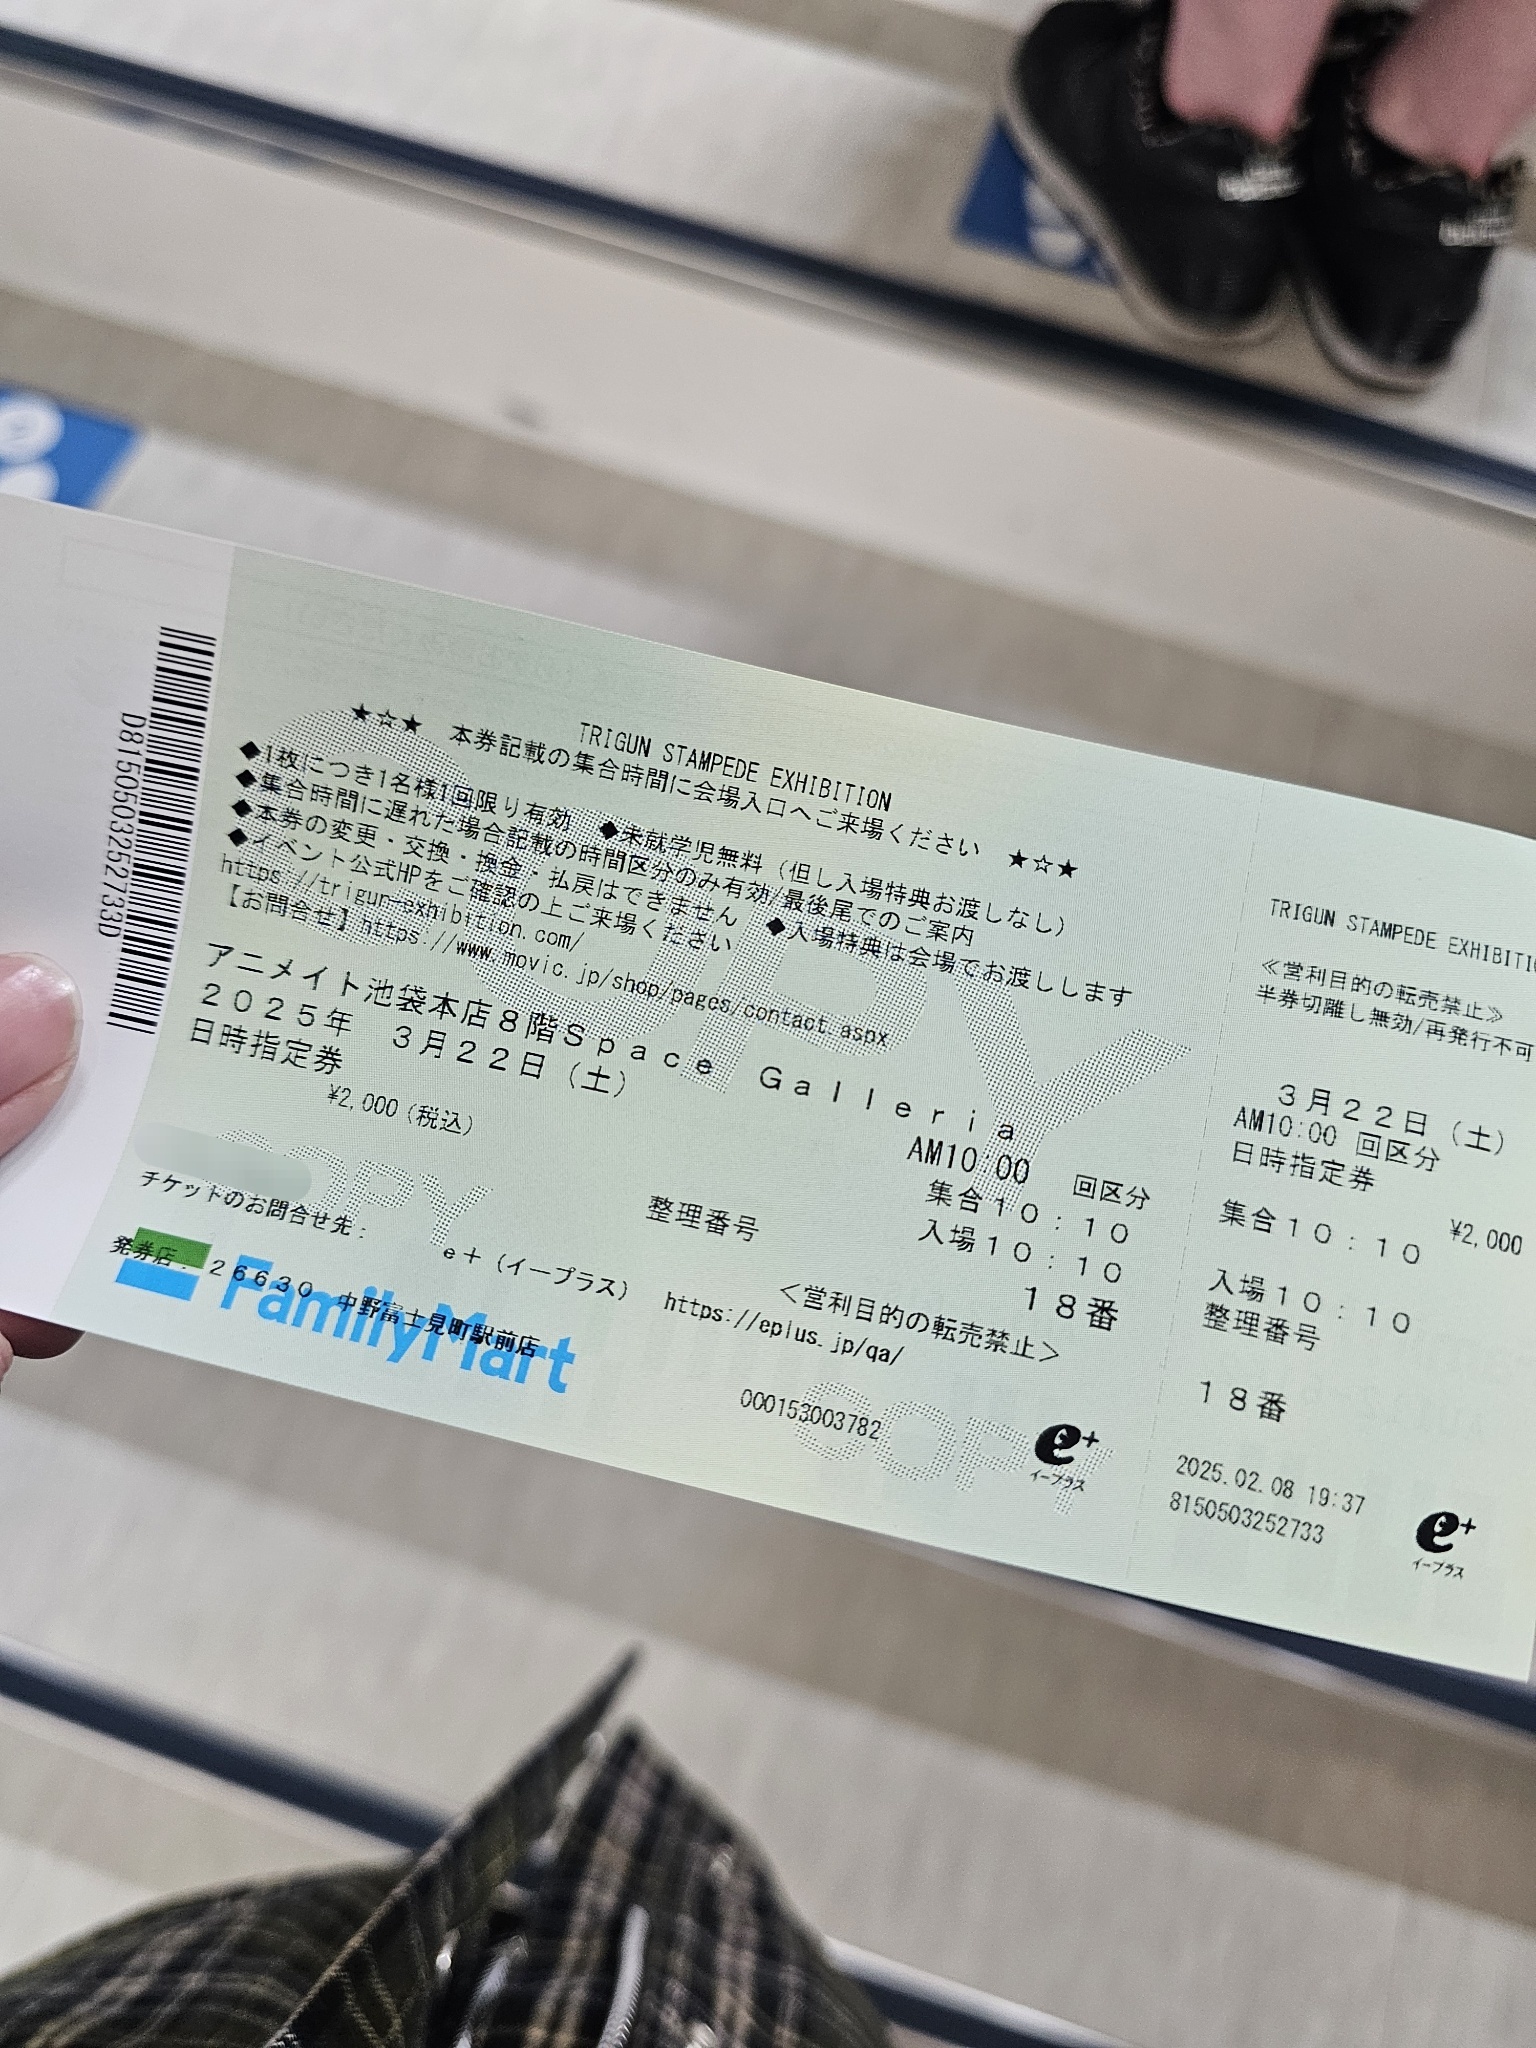 TRIGUN STAMPEDE EXHIBITION
★☆★ 本券記載の集合時間に会場入口へご来場ください ★☆★
◆1枚につき1名様1回限り有効 ◆未就学児無料（但し入場特典お渡しなし）
◆集合時間に遅れた場合記載の時間区分のみ有効/最後尾でのご案内
◆本券の変更・交換・換金・払戻はできません ◆入場特典は会場でお渡しします
◆イベント公式HPをご確認の上ご来場ください
https://trigun-exhibition.com/
【お問合せ】https://www.movic.jp/shop/pages/contact.aspx
アニメイト池袋本店８階Ｓｐａｃｅ Ｇａｌｌｅｒｉａ
２０２５年 ３月２２日（土） AM10:00 回区分
日時指定券 集合１０：１０
¥2,000（税込） 入場１０：１０
整理番号 １８番
＜営利目的の転売禁止＞
チケットのお問合せ先： e＋（イープラス） https://eplus.jp/qa/
発券店： ２６６３０ 中野富士見町駅前店
FamilyMart
000153003782
e+
イープラス
COPY
COPY
COPY
D8150503252733D
TRIGUN STAMPEDE EXHIBITIO
≪営利目的の転売禁止≫
半券切離し無効/再発行不可
３月２２日（土）
AM10:00 回区分
日時指定券
¥2,000
集合１０：１０
入場１０：１０
整理番号
１８番
2025.02.08 19:37
8150503252733
e+
イープラス